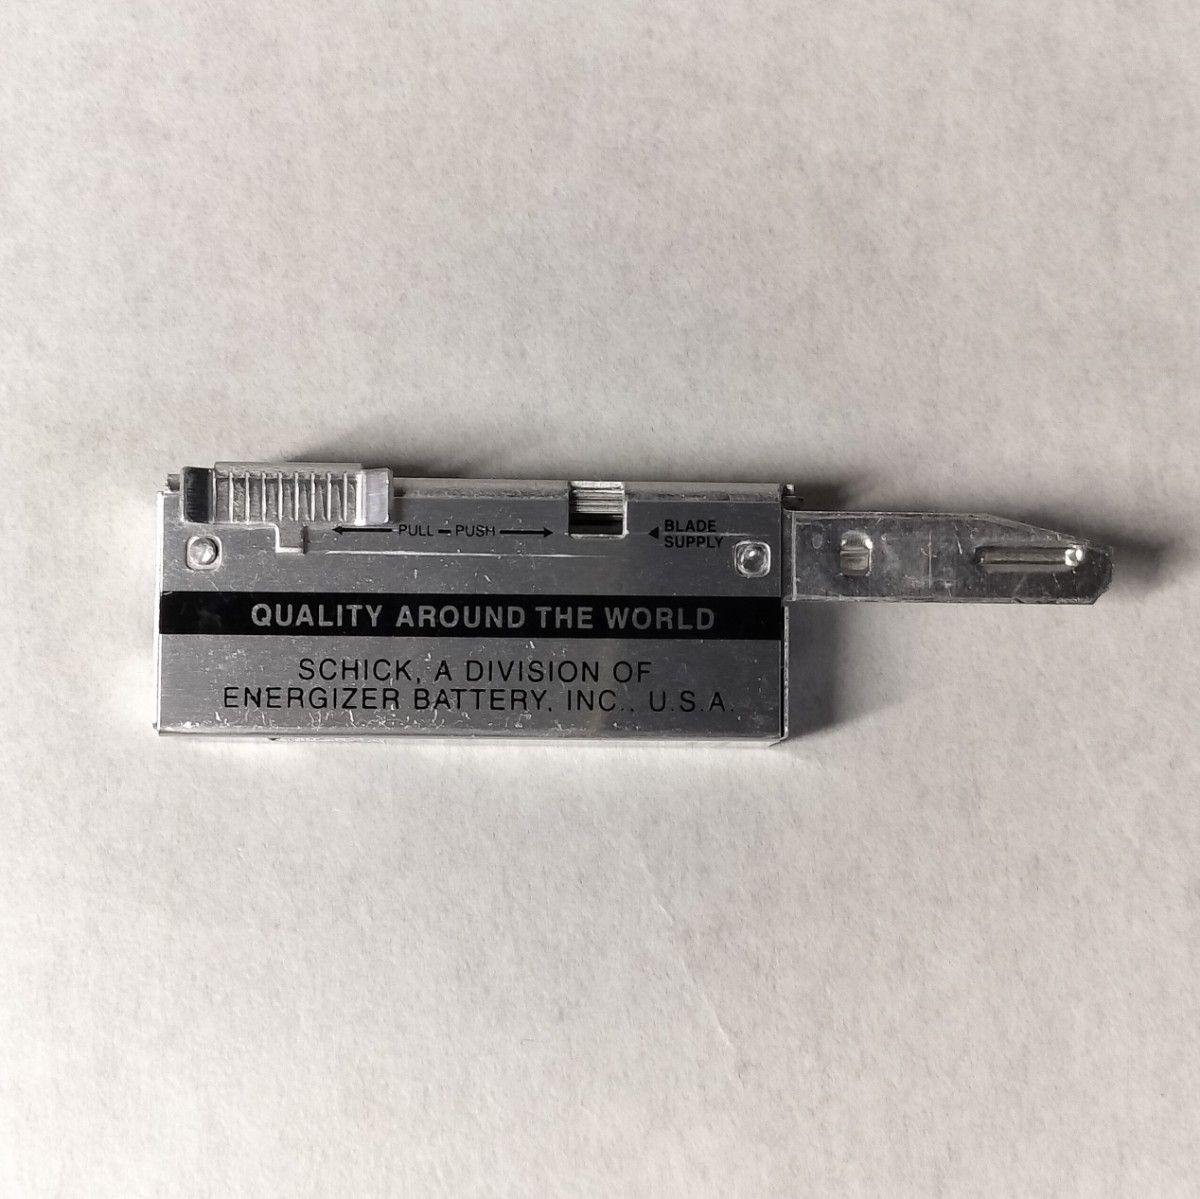 PULL — PUSH
BLADE
SUPPLY
QUALITY AROUND THE WORLD
SCHICK, A DIVISION OF
ENERGIZER BATTERY, INC., U.S.A.